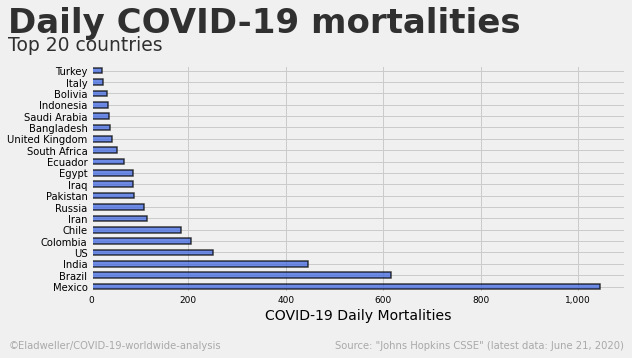 Daily COVID-19 mortalities
Top 20 countries
Turkey
Italy
Bolivia
Indonesia
Saudi Arabia
Bangladesh
United Kingdom
South Africa
Ecuador
Egypt
Iraq
Pakistan
Russia
Iran
Chile
Colombia
US
India
Brazil
Mexico
0 200 400 600 800 1,000
COVID-19 Daily Mortalities
©Eladweller/COVID-19-worldwide-analysis Source: "Johns Hopkins CSSE" (latest data: June 21, 2020)